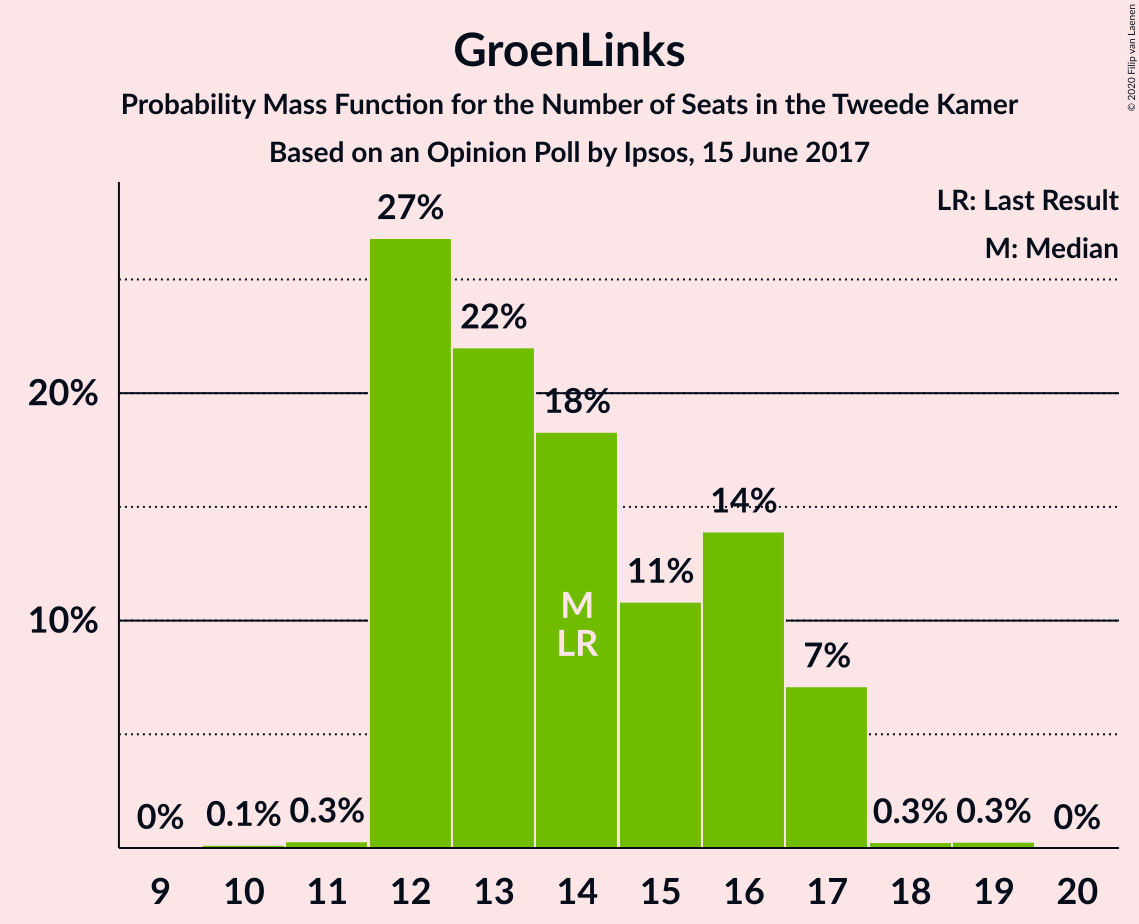 GroenLinks
Probability Mass Function for the Number of Seats in the Tweede Kamer
Based on an Opinion Poll by Ipsos, 15 June 2017
© 2020 Filip van Laenen
LR: Last Result
M: Median
27%
22%
20%
18%
14%
11%
M
10%
LR
7%
0%
0.1%
0.3%
0.3%
0.3%
0%
9 10 11 12 13 14 15 16 17 18 19 20